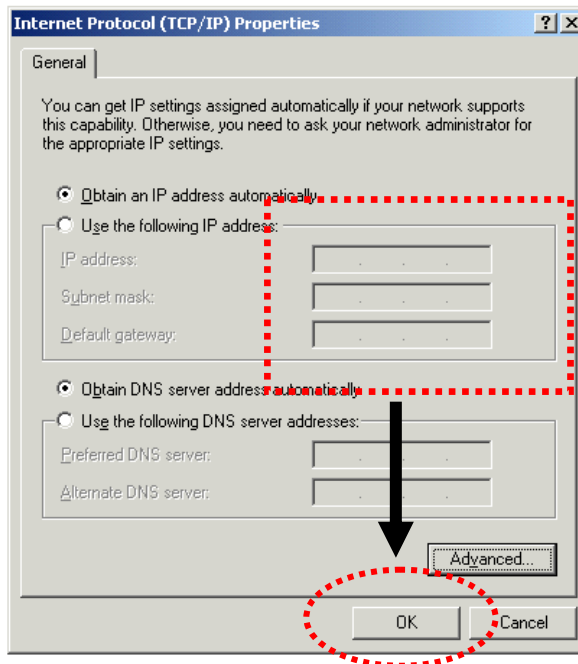 Internet Protocol (TCP/IP) Properties
General
You can get IP settings assigned automatically if your network supports
this capability. Otherwise, you need to ask your network administrator for
the appropriate IP settings.
Obtain an IP address automatically
Use the following IP address:
IP address:
Subnet mask:
Default gateway:
Obtain DNS server address automatically
Use the following DNS server addresses:
Preferred DNS server:
Alternate DNS server:
Advanced...
OK
Cancel